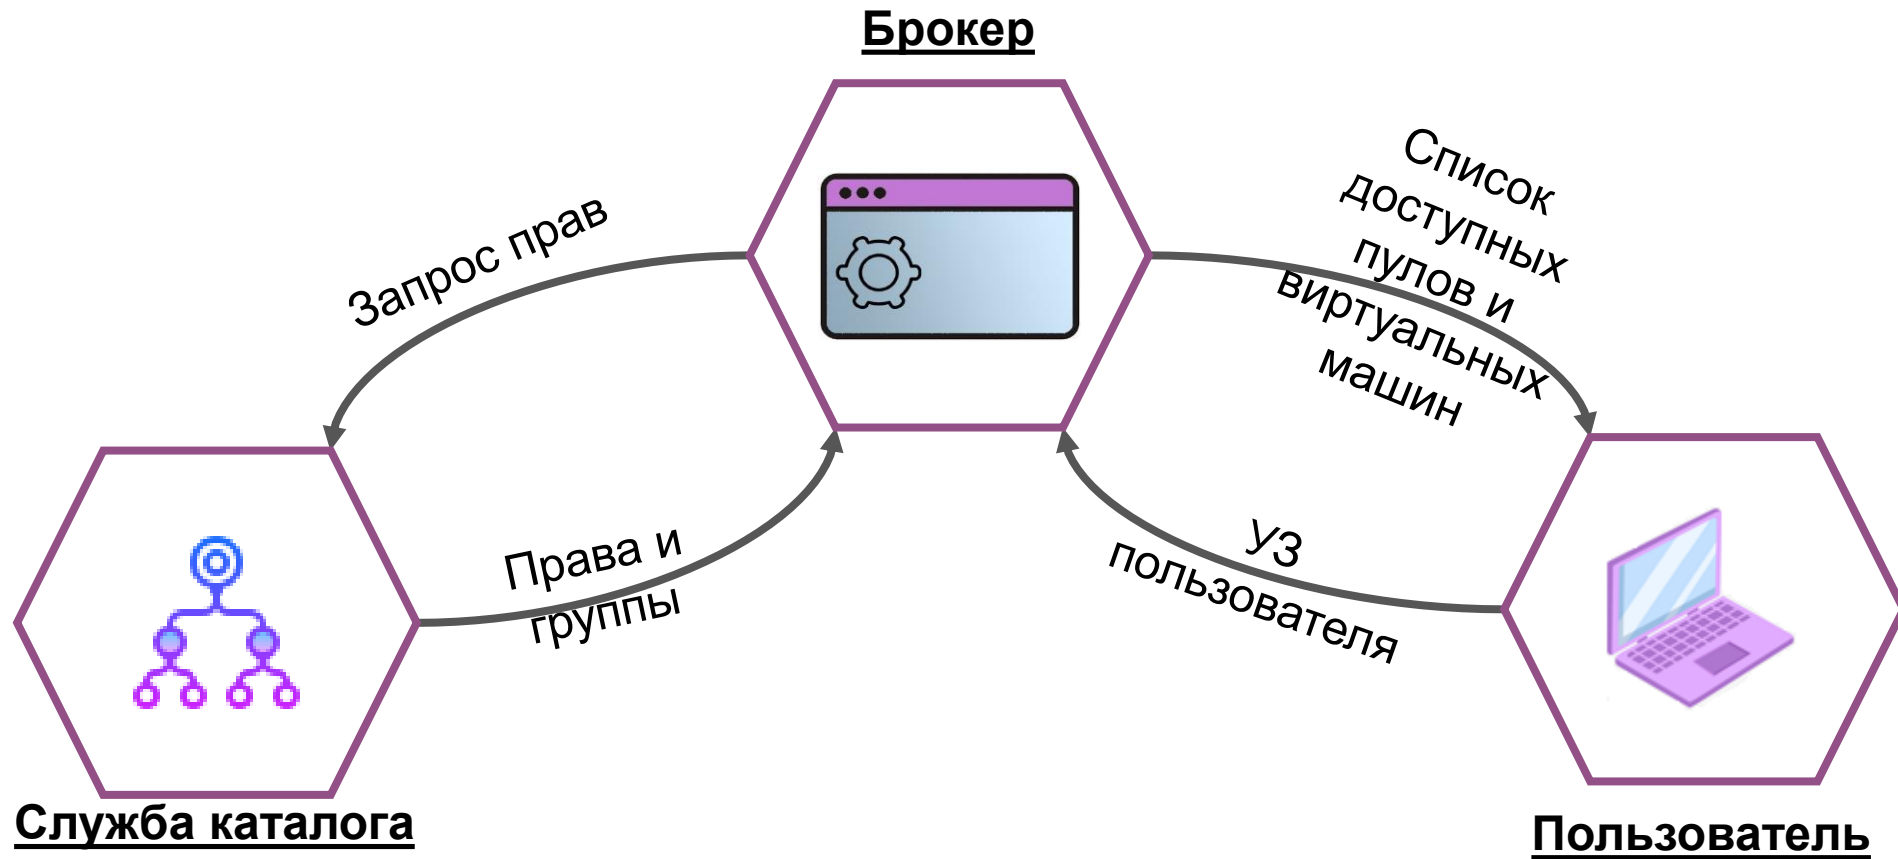 Брокер
Запрос прав
Список
доступных
пулов и
виртуальных
машин
Права и
группы
УЗ
пользователя
Служба каталога
Пользователь